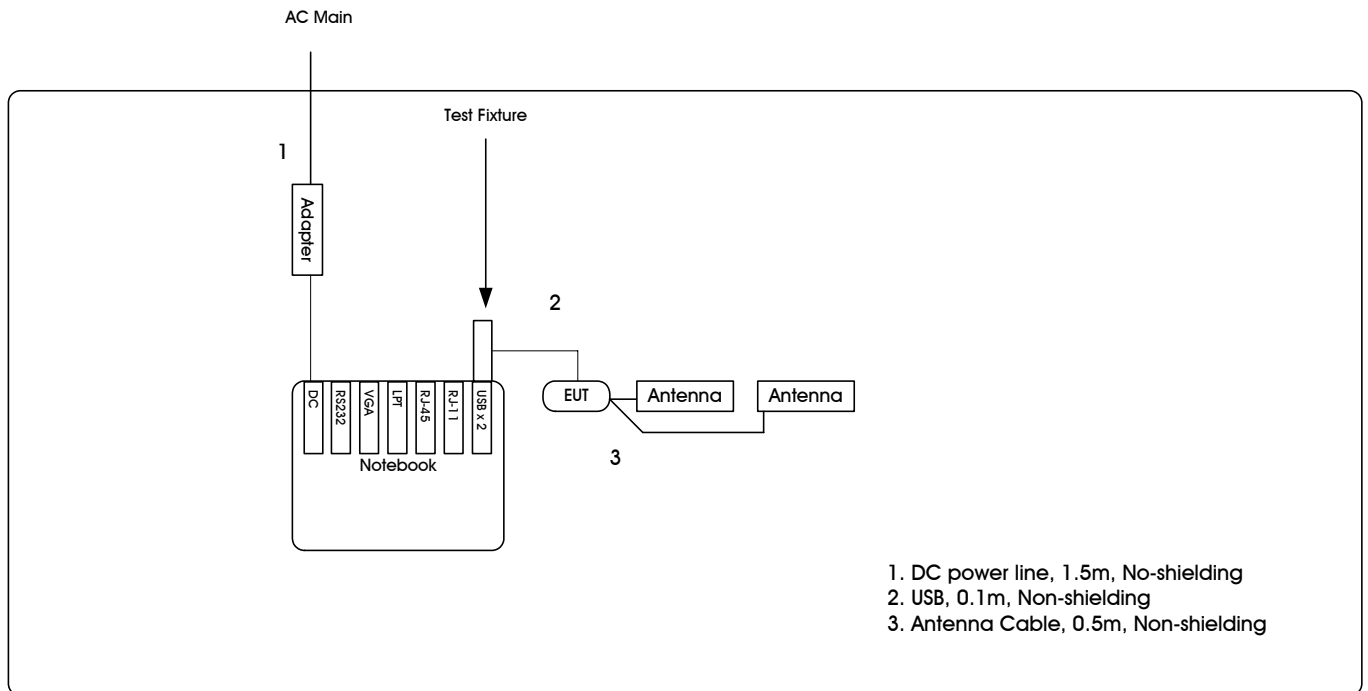 AC Main
Test Fixture
1
Adapter
2
DC
RS232
VGA
LPT
RJ-45
RJ-11
USB x 2
EUT
Antenna
Antenna
Notebook
3
1. DC power line, 1.5m, No-shielding
2. USB, 0.1m, Non-shielding
3. Antenna Cable, 0.5m, Non-shielding